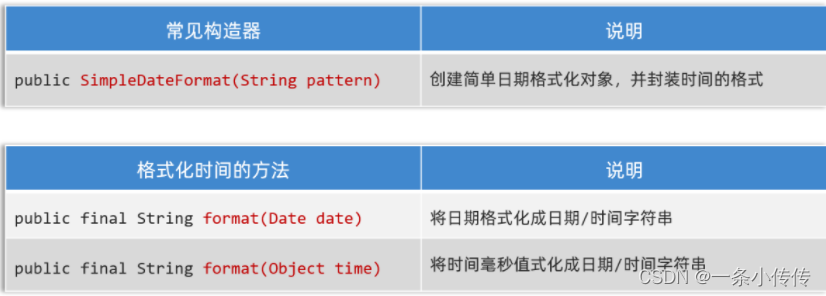 常见构造器 说明
public SimpleDateFormat(String pattern) 创建简单日期格式化对象，并封装时间的格式
格式化时间的方法 说明
public final String format(Date date) 将日期格式化成日期/时间字符串
public final String format(Object time) 将时间毫秒值式化成日期/时间字符串
CSDN @一条小传传